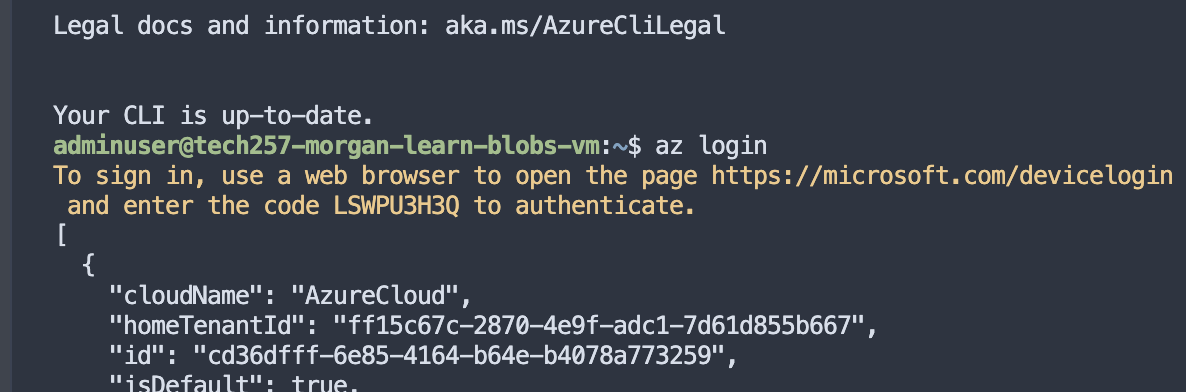 Legal docs and information: aka.ms/AzureCliLegal
Your CLI is up-to-date.
adminuser@tech257-morgan-learn-blobs-vm:~$ az login
To sign in, use a web browser to open the page https://microsoft.com/devicelogin
 and enter the code LSWPU3H3Q to authenticate.
[
  {
    "cloudName": "AzureCloud",
    "homeTenantId": "ff15c67c-2870-4e9f-adc1-7d61d855b667",
    "id": "cd36dfff-6e85-4164-b64e-b4078a773259",
    "isDefault": true,